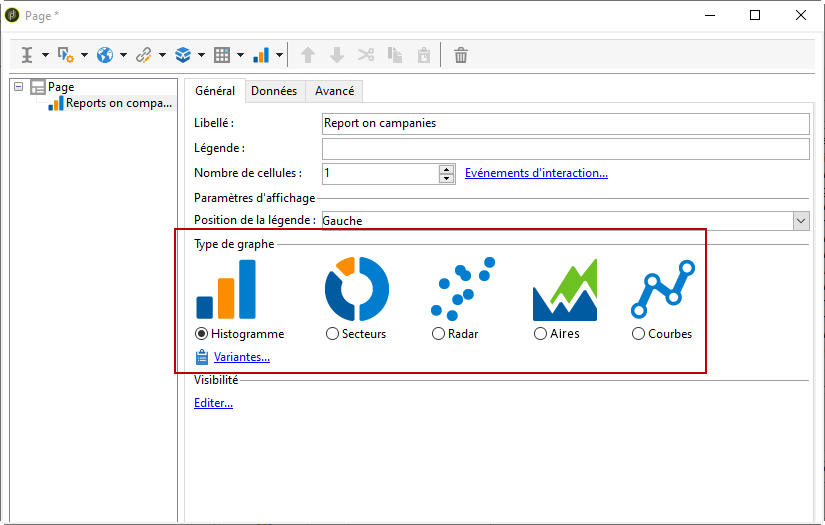 Page *
Page
Reports on compa...
Général Données Avancé
Libellé : Report on campanies
Légende :
Nombre de cellules : 1 Evénements d'interaction...
Paramètres d'affichage
Position de la légende : Gauche
Type de graphe
Histogramme Secteurs Radar Aires Courbes
Variantes...
Visibilité
Editer...